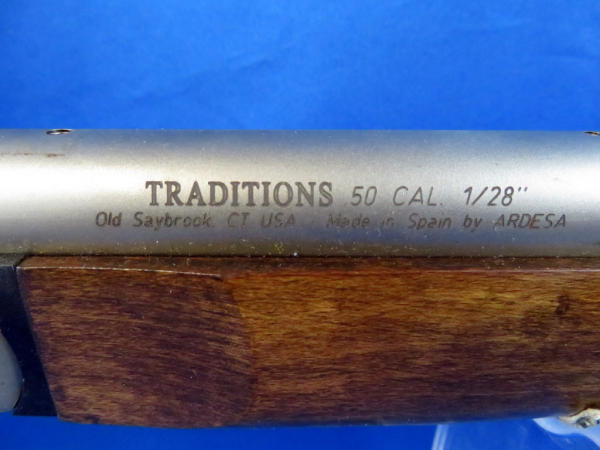 TRADITIONS .50 CAL. 1/28"
Old Saybrook, CT USA Made in Spain by ARDESA